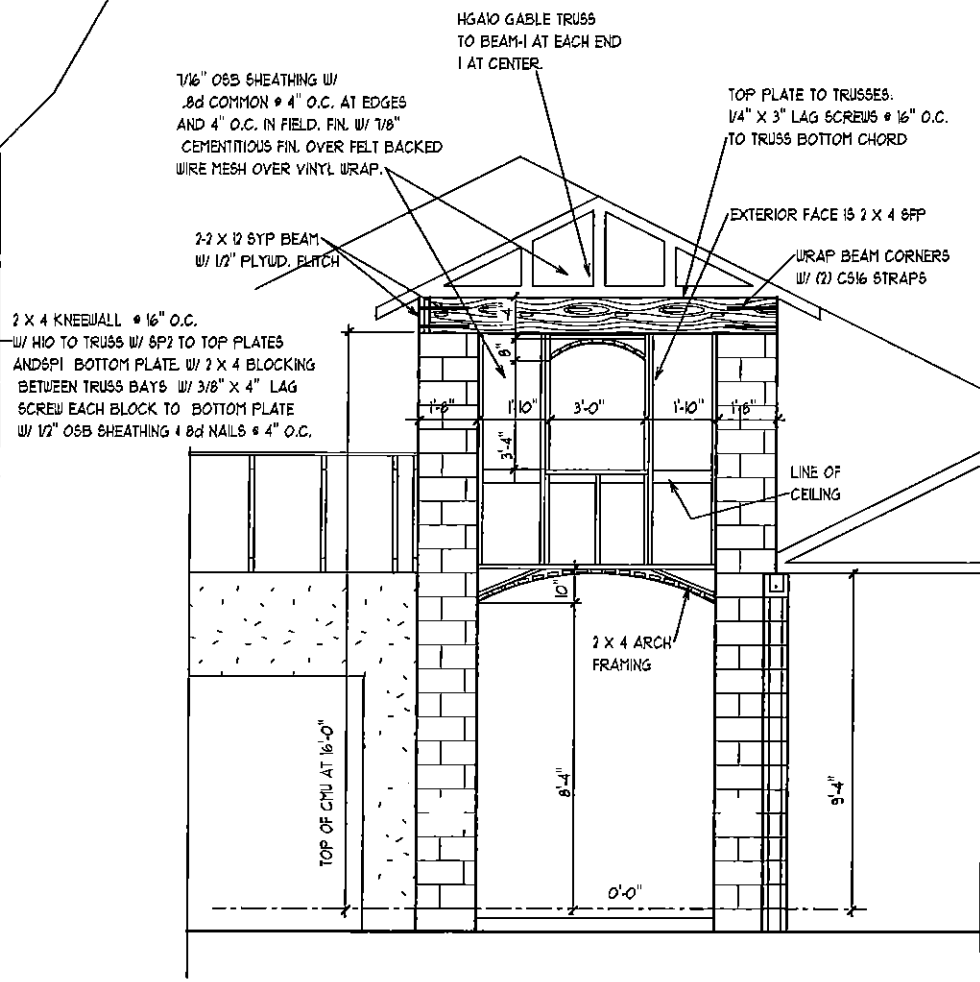 HGA10 GABLE TRUSS
TO BEAM-1 AT EACH END
1 AT CENTER.
7/16" OSB SHEATHING W/
.8d COMMON @ 4" O.C. AT EDGES
AND 4" O.C. IN FIELD. FIN. W/ 7/8"
CEMENTITIOUS FIN. OVER FELT BACKED
WIRE MESH OVER VINYL WRAP.
TOP PLATE TO TRUSSES:
1/4" X 3" LAG SCREWS @ 16" O.C.
TO TRUSS BOTTOM CHORD
EXTERIOR FACE IS 2 X 4 SPF
2-2 X 12 SYP BEAM
W/ 1/2" PLYWD. FLITCH
WRAP BEAM CORNERS
W/ (2) CS16 STRAPS
2 X 4 KNEEWALL @ 16" O.C.
W/ H10 TO TRUSS W/ SP2 TO TOP PLATES
ANDSP1 BOTTOM PLATE. W/ 2 X 4 BLOCKING
BETWEEN TRUSS BAYS W/ 3/8" X 4" LAG
SCREW EACH BLOCK TO BOTTOM PLATE
W/ 1/2" OSB SHEATHING & 8d NAILS @ 4" O.C.
4"
8"
1'-8"
1'-10"
3'-0"
1'-10"
1'-8"
3'-4"
LINE OF
CEILING
10"
2 X 4 ARCH
FRAMING
TOP OF CMU AT 16'-0"
8'-4"
9'-4"
0'-0"